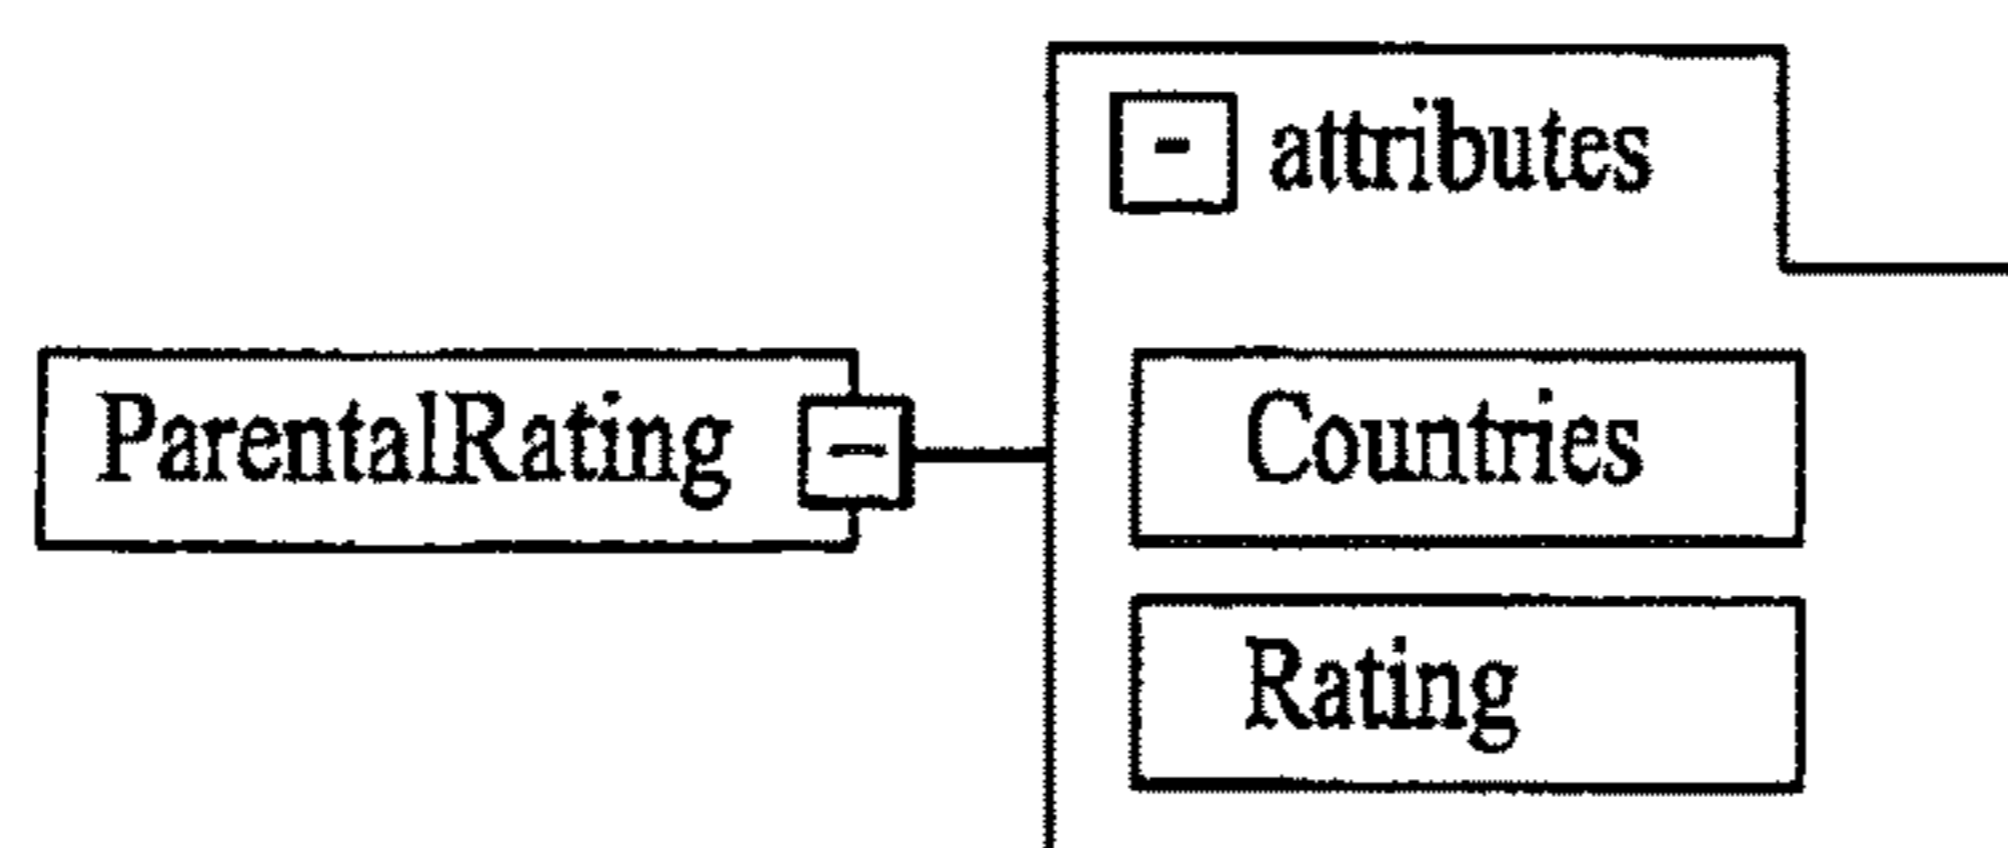 - attributes
ParentalRating -
Countries
Rating